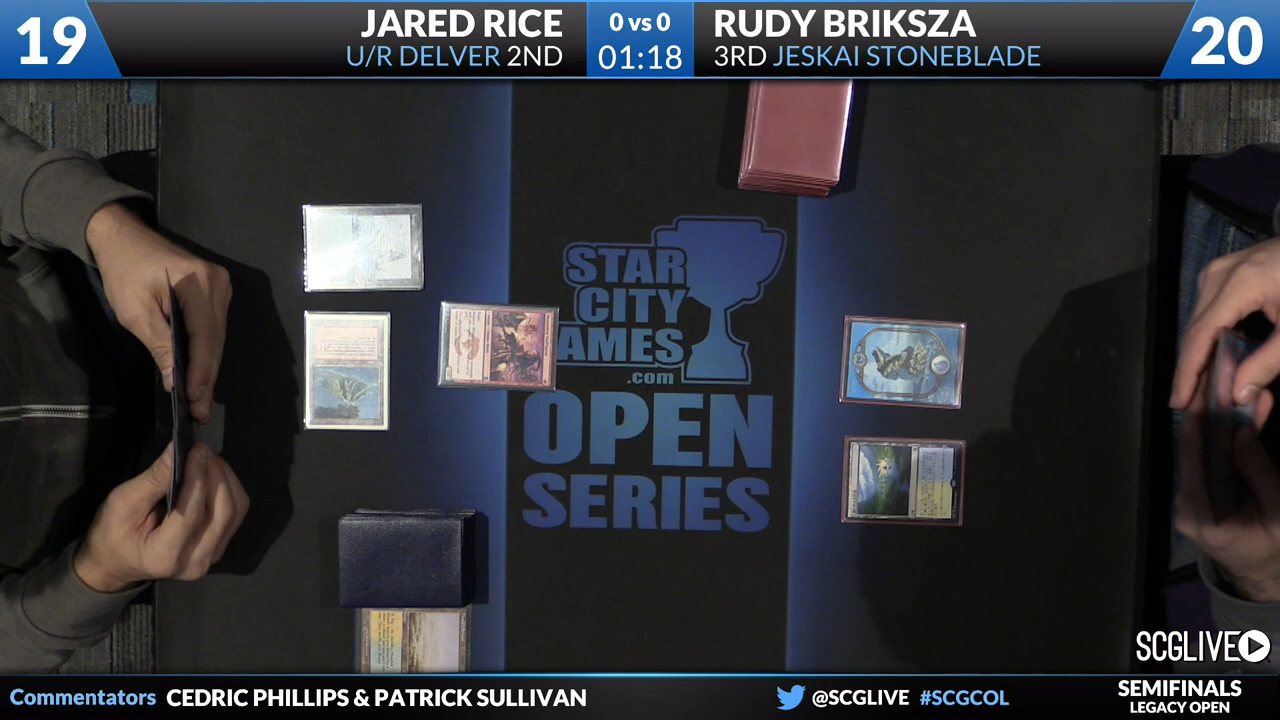 19
JARED RICE
U/R DELVER 2ND
0 vs 0
01:18
RUDY BRIKSZA
3RD JESKAI STONEBLADE
20
STAR
CITY
GAMES
.com
OPEN
SERIES
SCGLIVE
Commentators CEDRIC PHILLIPS & PATRICK SULLIVAN
@SCGLIVE #SCGCOL
SEMIFINALS
LEGACY OPEN